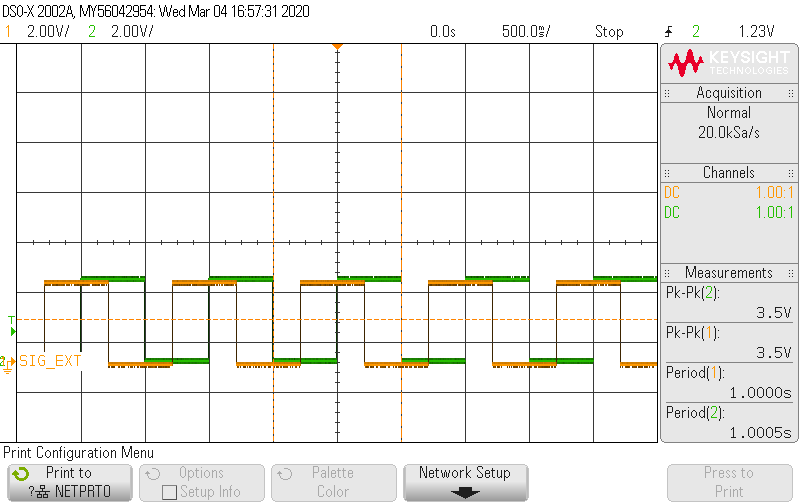 DSO-X 2002A, MY56042954: Wed Mar 04 16:57:31 2020
1 2.00V/ 2 2.00V/ 0.0s 500.0ms/ Stop 2 1.23V
KEYSIGHT
TECHNOLOGIES
Acquisition
Normal
20.0kSa/s
Channels
DC 1.00:1
DC 1.00:1
Measurements
Pk-Pk(2):
3.5V
Pk-Pk(1):
3.5V
Period(1):
1.0000s
Period(2):
1.0005s
T
2
SIG_EXT
Print Configuration Menu
Print to
? NETPRT0
Options
Setup Info
Palette
Color
Network Setup
Press to
Print